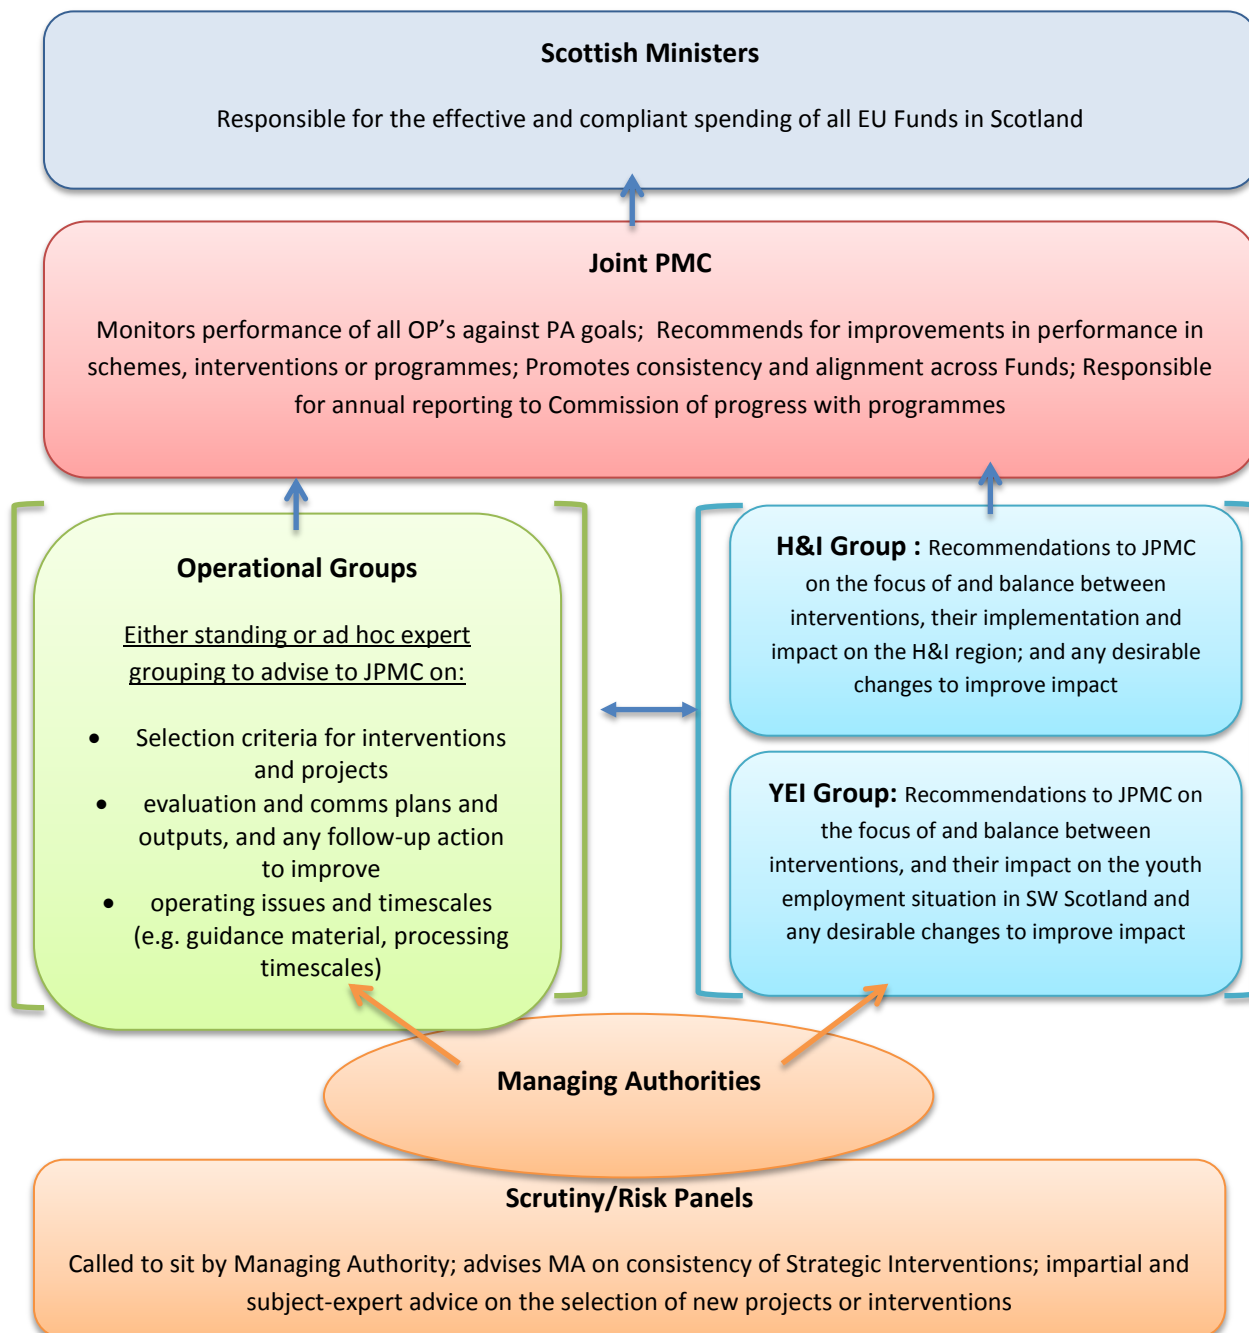 Scottish Ministers
Responsible for the effective and compliant spending of all EU Funds in Scotland
Joint PMC
Monitors performance of all OP’s against PA goals;  Recommends for improvements in performance in
schemes, interventions or programmes; Promotes consistency and alignment across Funds; Responsible
for annual reporting to Commission of progress with programmes
Operational Groups
Either standing or ad hoc expert
grouping to advise to JPMC on:
• Selection criteria for interventions
and projects
• evaluation and comms plans and
outputs, and any follow-up action
to improve
• operating issues and timescales
(e.g. guidance material, processing
timescales)
H&I Group : Recommendations to JPMC
on the focus of and balance between
interventions, their implementation and
impact on the H&I region; and any desirable
changes to improve impact
YEI Group: Recommendations to JPMC on
the focus of and balance between
interventions, and their impact on the youth
employment situation in SW Scotland and
any desirable changes to improve impact
Managing Authorities
Scrutiny/Risk Panels
Called to sit by Managing Authority; advises MA on consistency of Strategic Interventions; impartial and
subject-expert advice on the selection of new projects or interventions